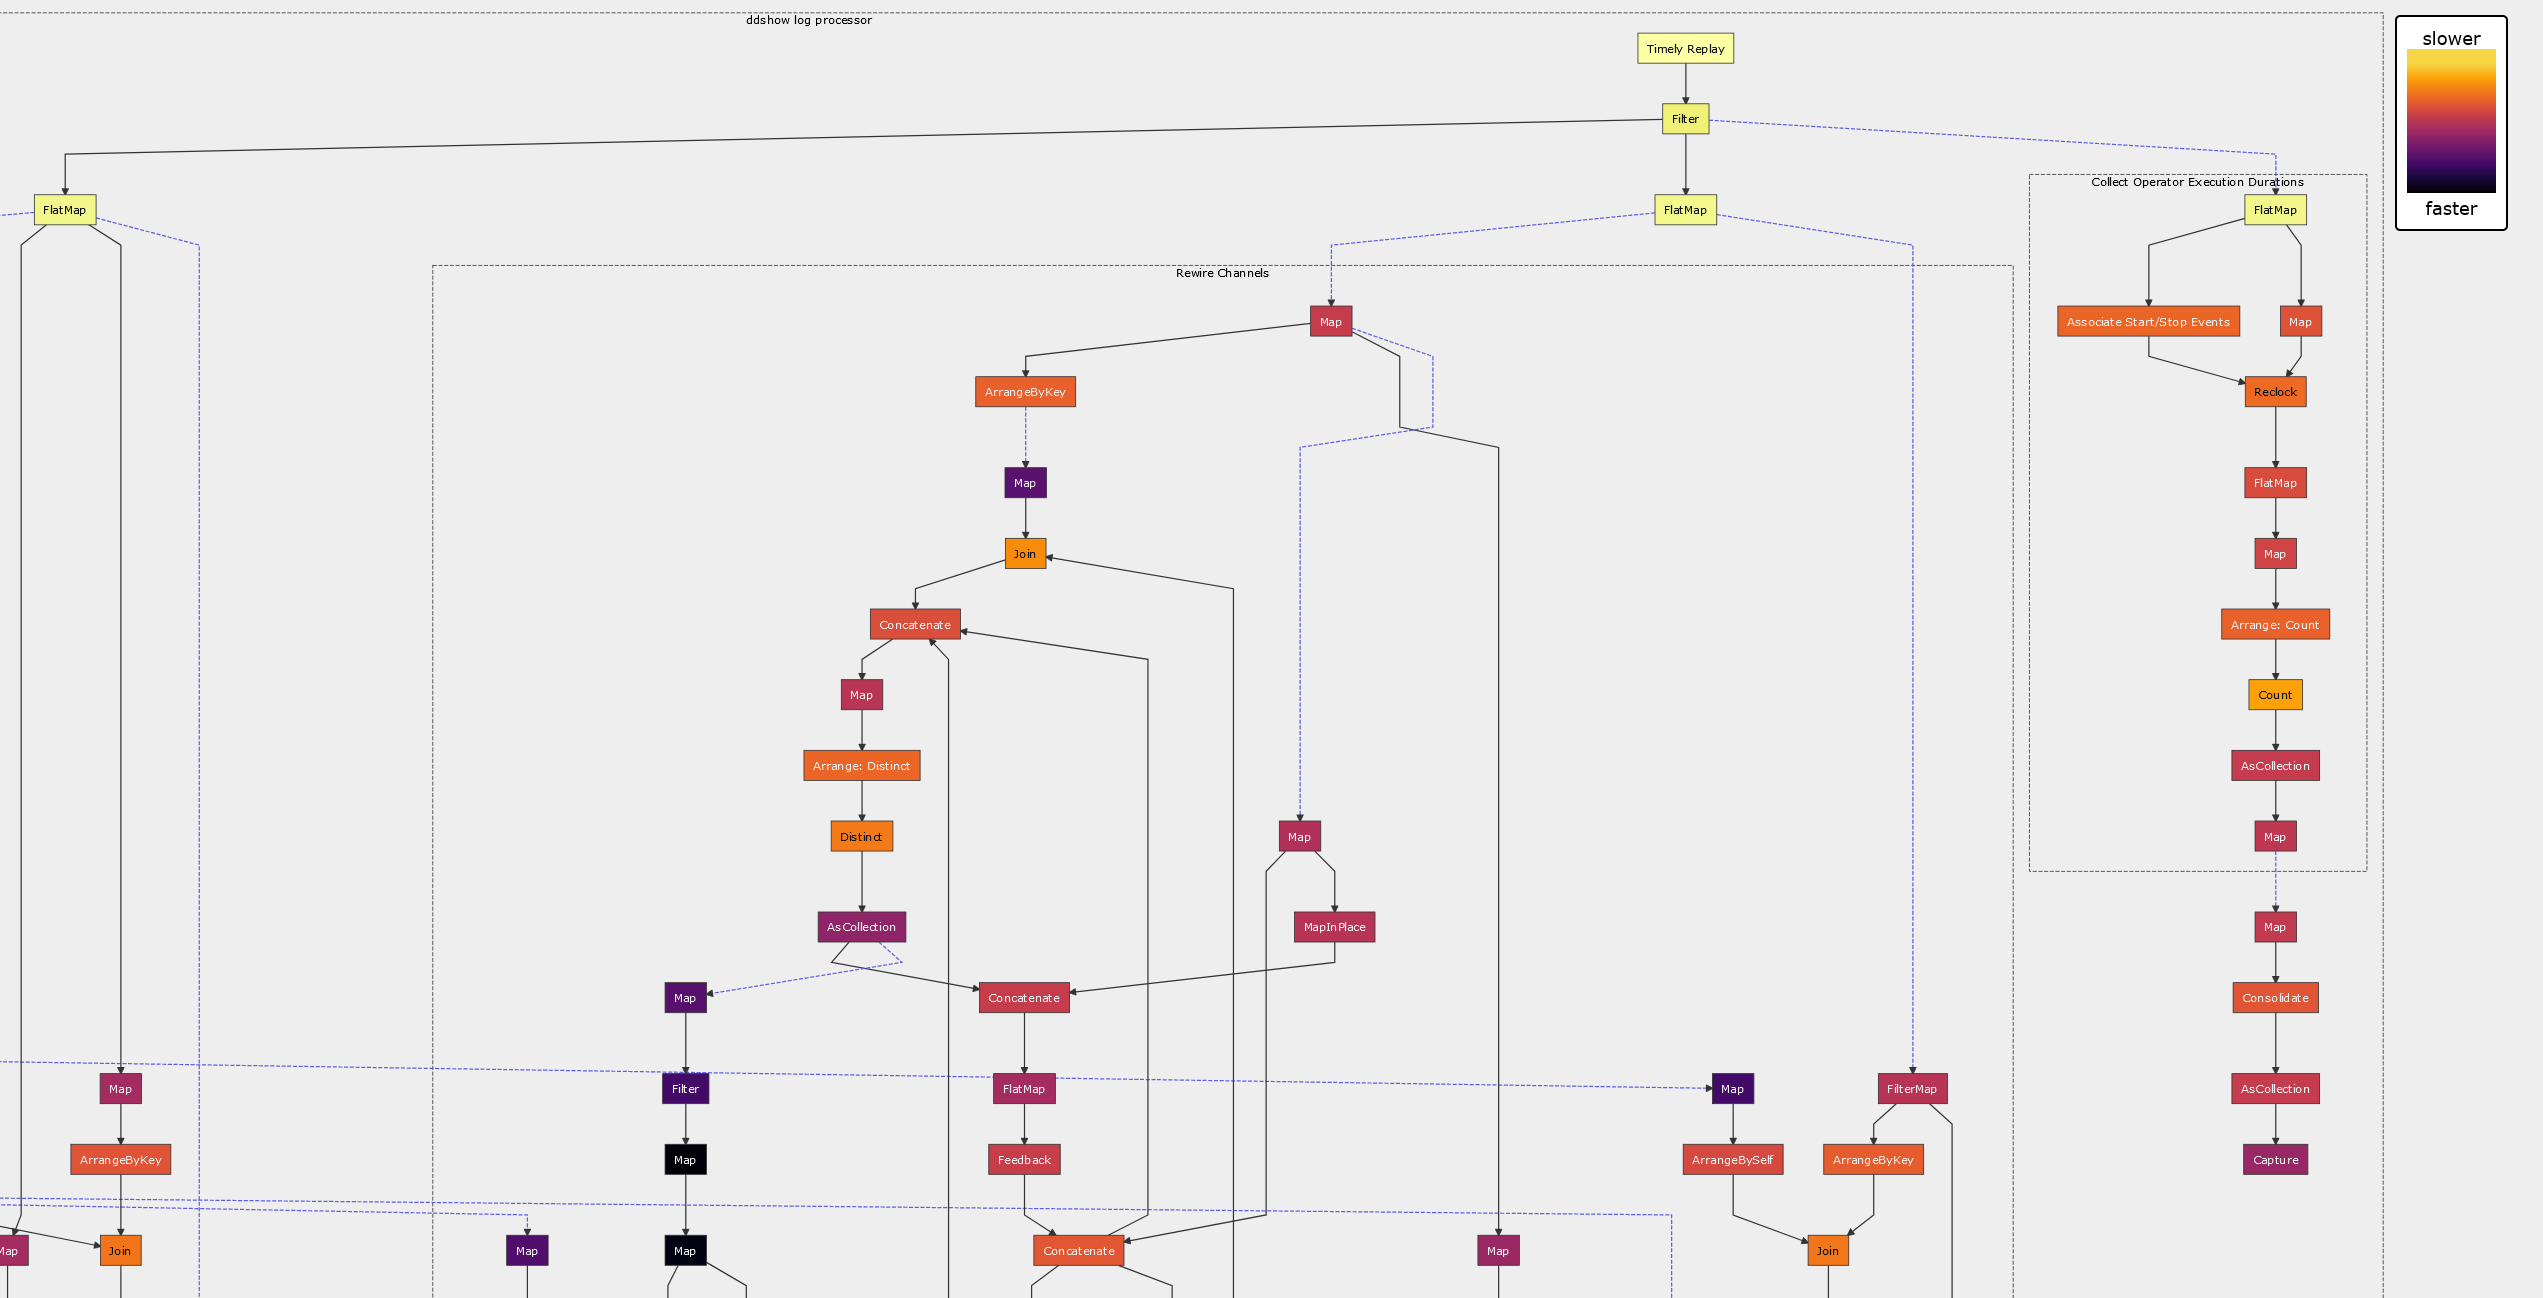 ddshow log processor
slower
faster
Timely Replay
Filter
FlatMap
FlatMap
Collect Operator Execution Durations
FlatMap
Rewire Channels
Map
Associate Start/Stop Events
Map
ArrangeByKey
Reclock
Map
FlatMap
Join
Map
Concatenate
Arrange: Count
Map
Count
Arrange: Distinct
AsCollection
Distinct
Map
Map
AsCollection
MapInPlace
Map
Map
Concatenate
Consolidate
Map
Filter
FlatMap
Map
FilterMap
AsCollection
ArrangeByKey
Map
Feedback
ArrangeBySelf
ArrangeByKey
Capture
Map
Join
Map
Map
Concatenate
Map
Join